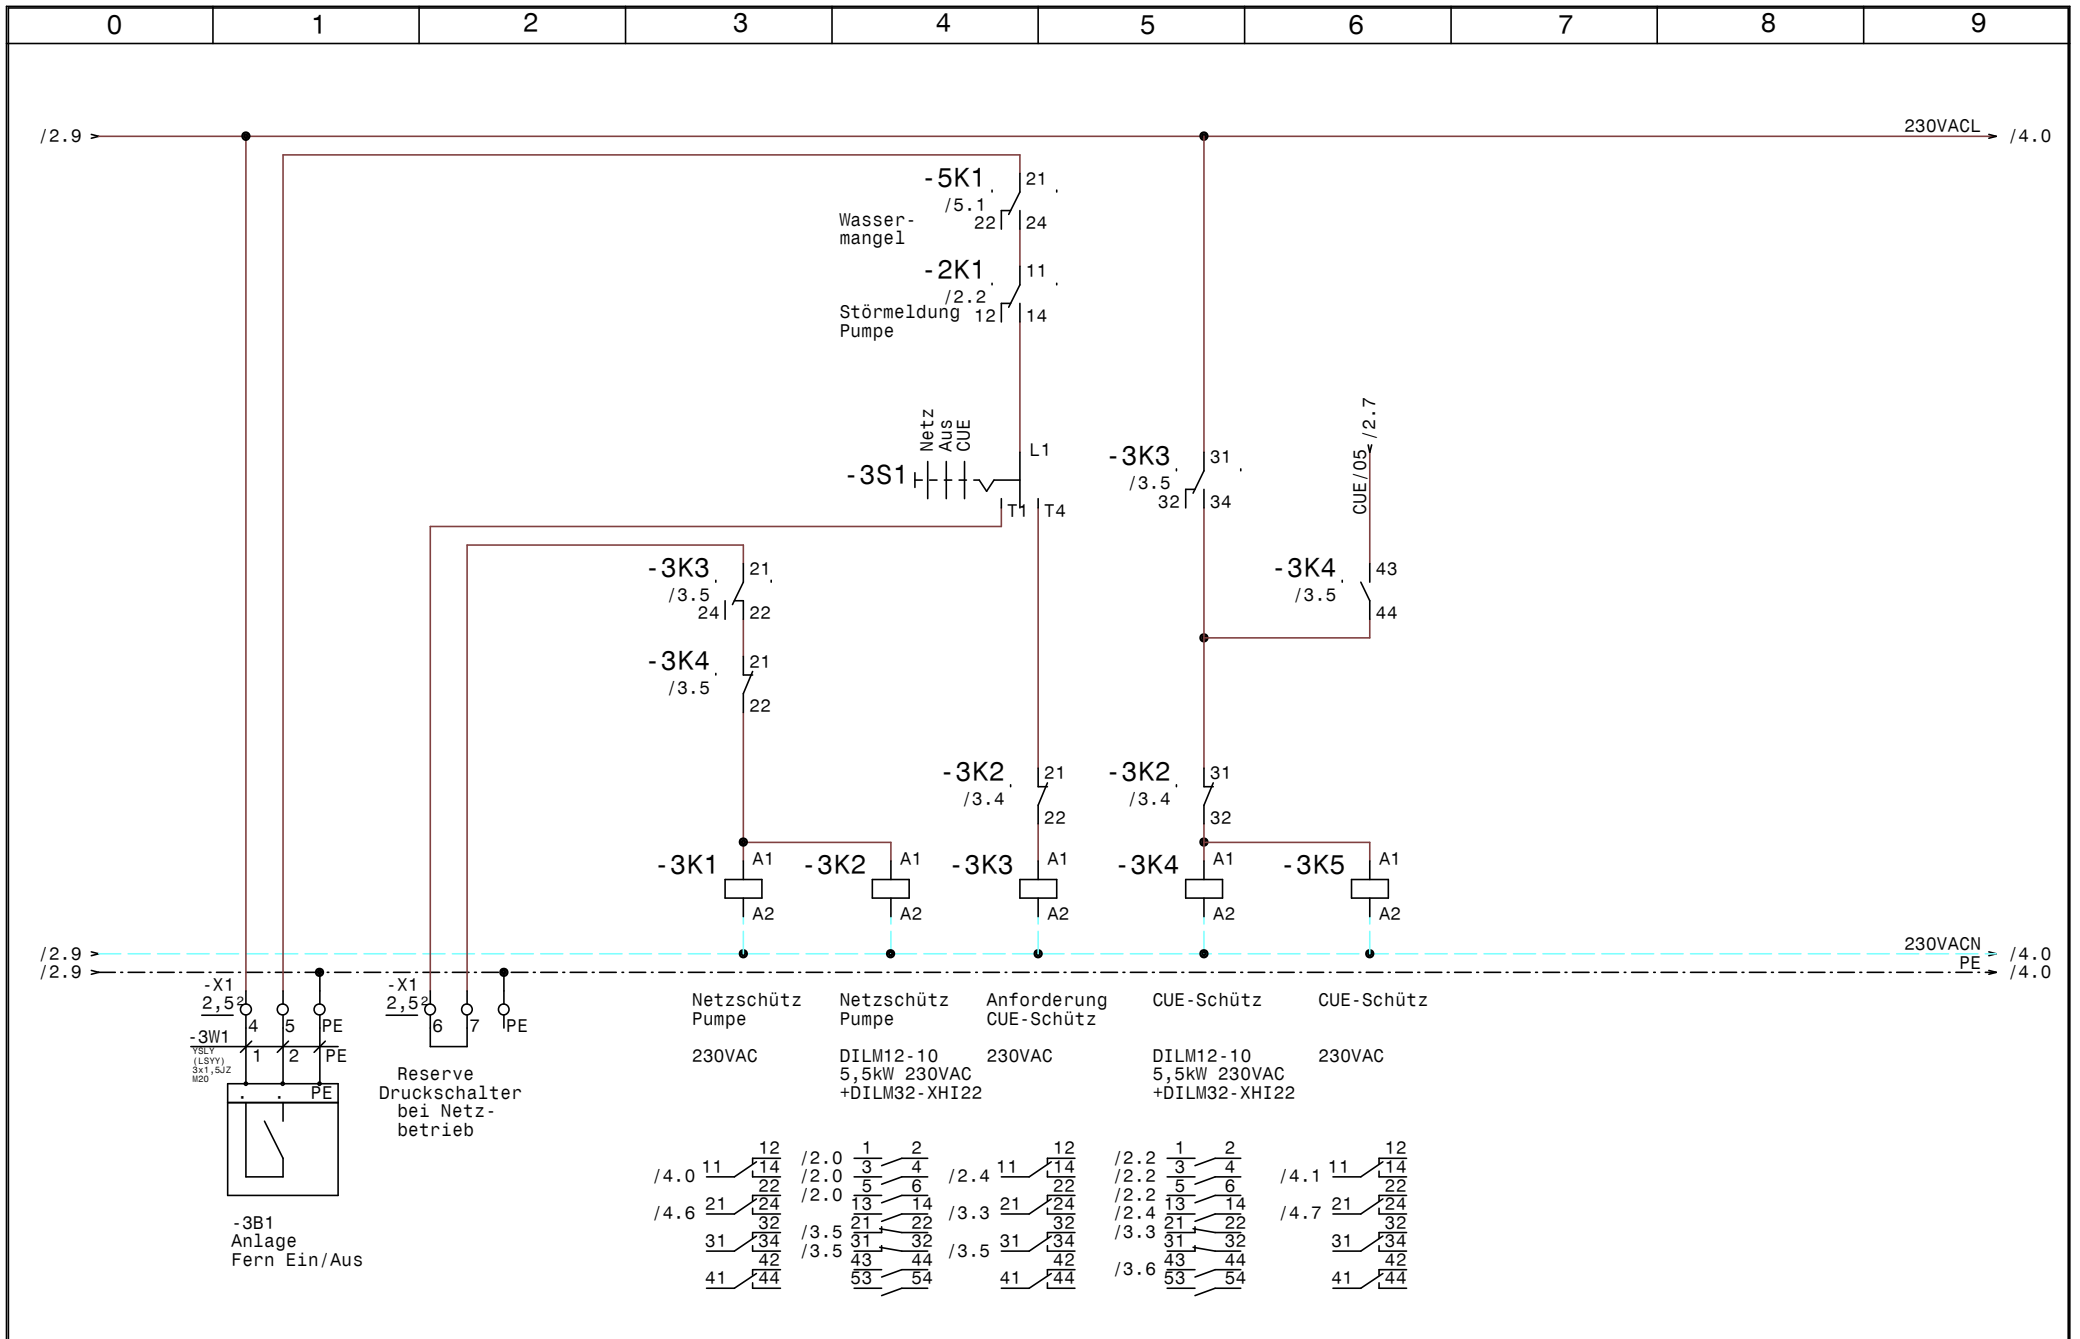 0 1 2 3 4 5 6 7 8 9
/2.9
230VACL
/4.0
-5K1
/5.1
21
22
24
Wasser-
mangel
-2K1
/2.2
11
12
14
Störmeldung
Pumpe
Netz
Aus
CUE
-3S1
L1
T1
T4
-3K3
/3.5
31
32
34
CUE/05
/2.7
-3K3
/3.5
21
24
22
-3K4
/3.5
43
44
-3K4
/3.5
21
22
-3K2
/3.4
21
22
-3K2
/3.4
31
32
-3K1
A1
A2
-3K2
A1
A2
-3K3
A1
A2
-3K4
A1
A2
-3K5
A1
A2
/2.9
230VACN
/4.0
/2.9
PE
/4.0
-X1
2,5²
4
5
PE
-3W1
YSLY
(LSYY)
3x1,5JZ
M20
1
2
PE
PE
-X1
2,5²
6
7
PE
Reserve
Druckschalter
bei Netz-
betrieb
-3B1
Anlage
Fern Ein/Aus
Netzschütz
Pumpe
230VAC
Netzschütz
Pumpe
DILM12-10
5,5kW 230VAC
+DILM32-XHI22
Anforderung
CUE-Schütz
230VAC
CUE-Schütz
DILM12-10
5,5kW 230VAC
+DILM32-XHI22
CUE-Schütz
230VAC
12
/4.0 11 14
22
/4.6 21 24
32
31 34
42
41 44
/2.0 1 2
/2.0 3 4
/2.0 5 6
13 14
/3.5 21 22
/3.5 31 32
43 44
53 54
12
/2.4 11 14
22
/3.3 21 24
32
/3.5 31 34
42
41 44
/2.2 1 2
/2.2 3 4
/2.2 5 6
/2.4 13 14
/3.3 21 22
31 32
/3.6 43 44
53 54
12
/4.1 11 14
22
/4.7 21 24
32
31 34
42
41 44